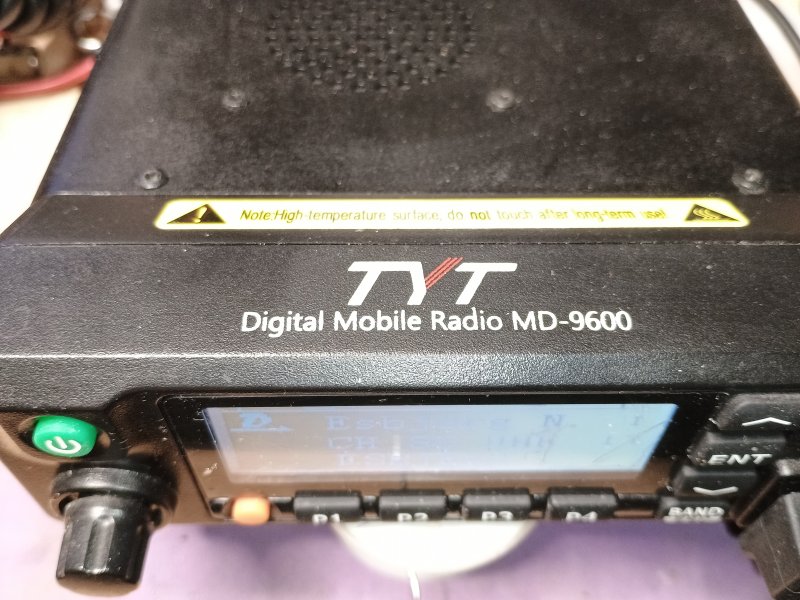 Note:High-temperature surface, do not touch after long-term use!
TYT
Digital Mobile Radio MD-9600
ENT
P1 P2 P3 P4
BAND